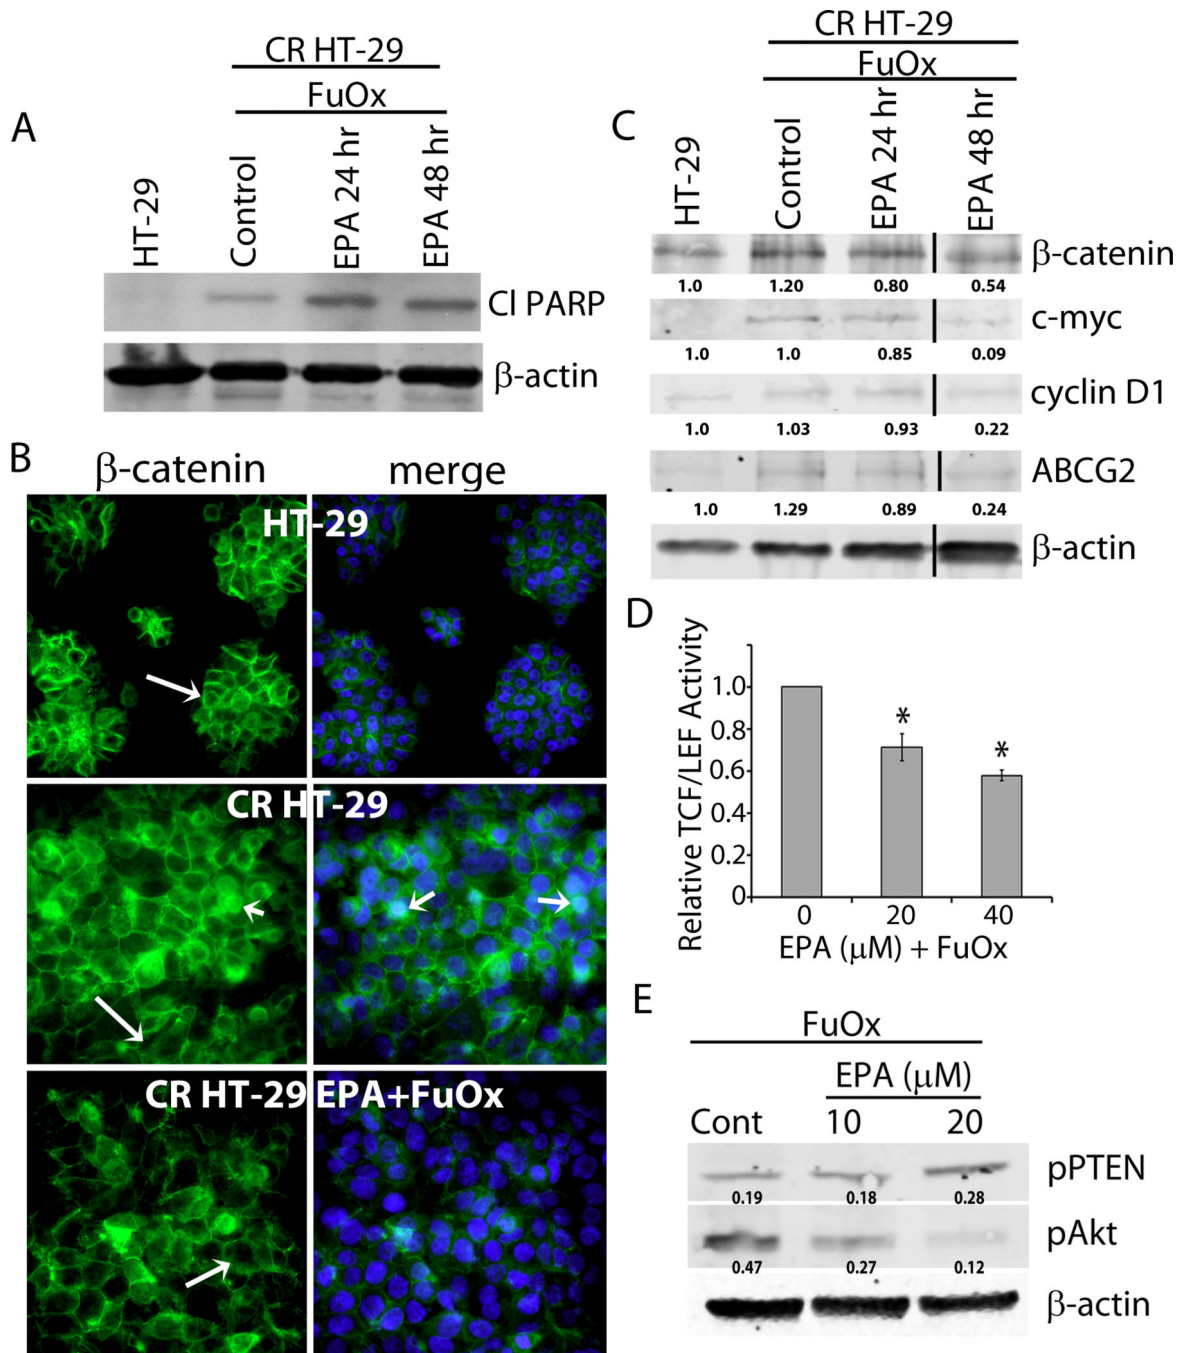 A
CR HT-29
FuOx
HT-29
Control
EPA 24 hr
EPA 48 hr
Cl PARP
β-actin
B
β-catenin
merge
HT-29
CR HT-29
CR HT-29 EPA+FuOx
C
CR HT-29
FuOx
HT-29
Control
EPA 24 hr
EPA 48 hr
β-catenin
1.0 1.20 0.80 0.54
c-myc
1.0 1.0 0.85 0.09
cyclin D1
1.0 1.03 0.93 0.22
ABCG2
1.0 1.29 0.89 0.24
β-actin
D
Relative TCF/LEF Activity
1.0
0.8
0.6
0.4
0.2
0
* *
0 20 40
EPA (μM) + FuOx
E
FuOx
EPA (μM)
Cont 10 20
pPTEN
0.19 0.18 0.28
pAkt
0.47 0.27 0.12
β-actin